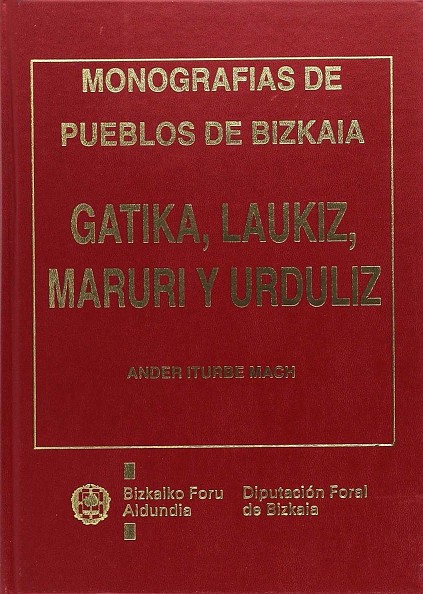 MONOGRAFIAS DE
PUEBLOS DE BIZKAIA
GATIKA, LAUKIZ,
MARURI Y URDULIZ
ANDER ITURBE MACH
Bizkaiko Foru
Aldundia
Diputación Foral
de Bizkaia